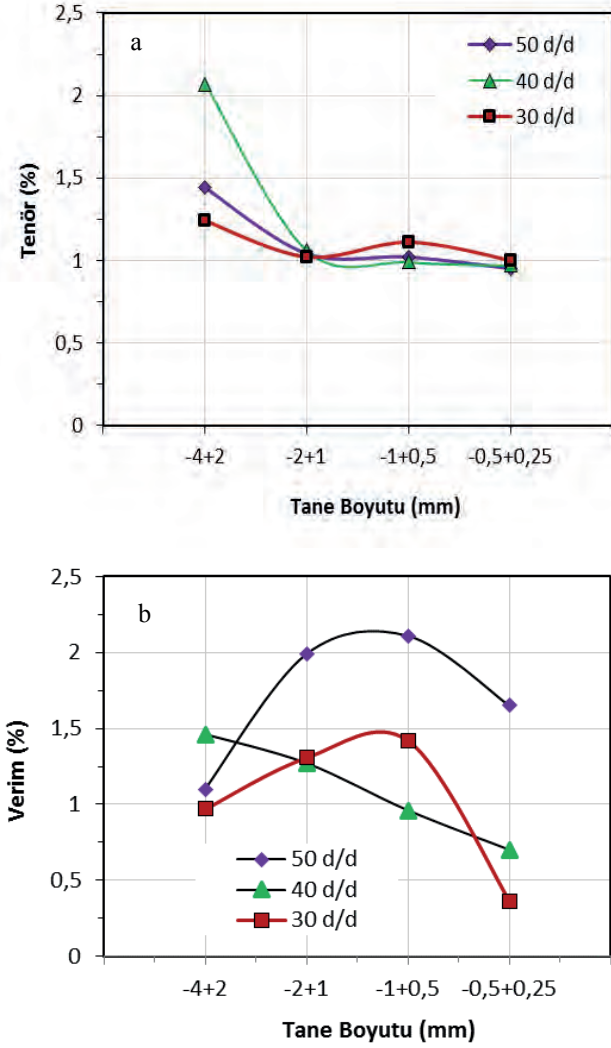 2,5
2
1,5
1
0,5
0
a
50 d/d
40 d/d
30 d/d
Tenör (%)
-4+2
-2+1
-1+0,5
-0,5+0,25
Tane Boyutu (mm)
2,5
2
1,5
1
0,5
0
b
50 d/d
40 d/d
30 d/d
Verim (%)
-4+2
-2+1
-1+0,5
-0,5+0,25
Tane Boyutu (mm)